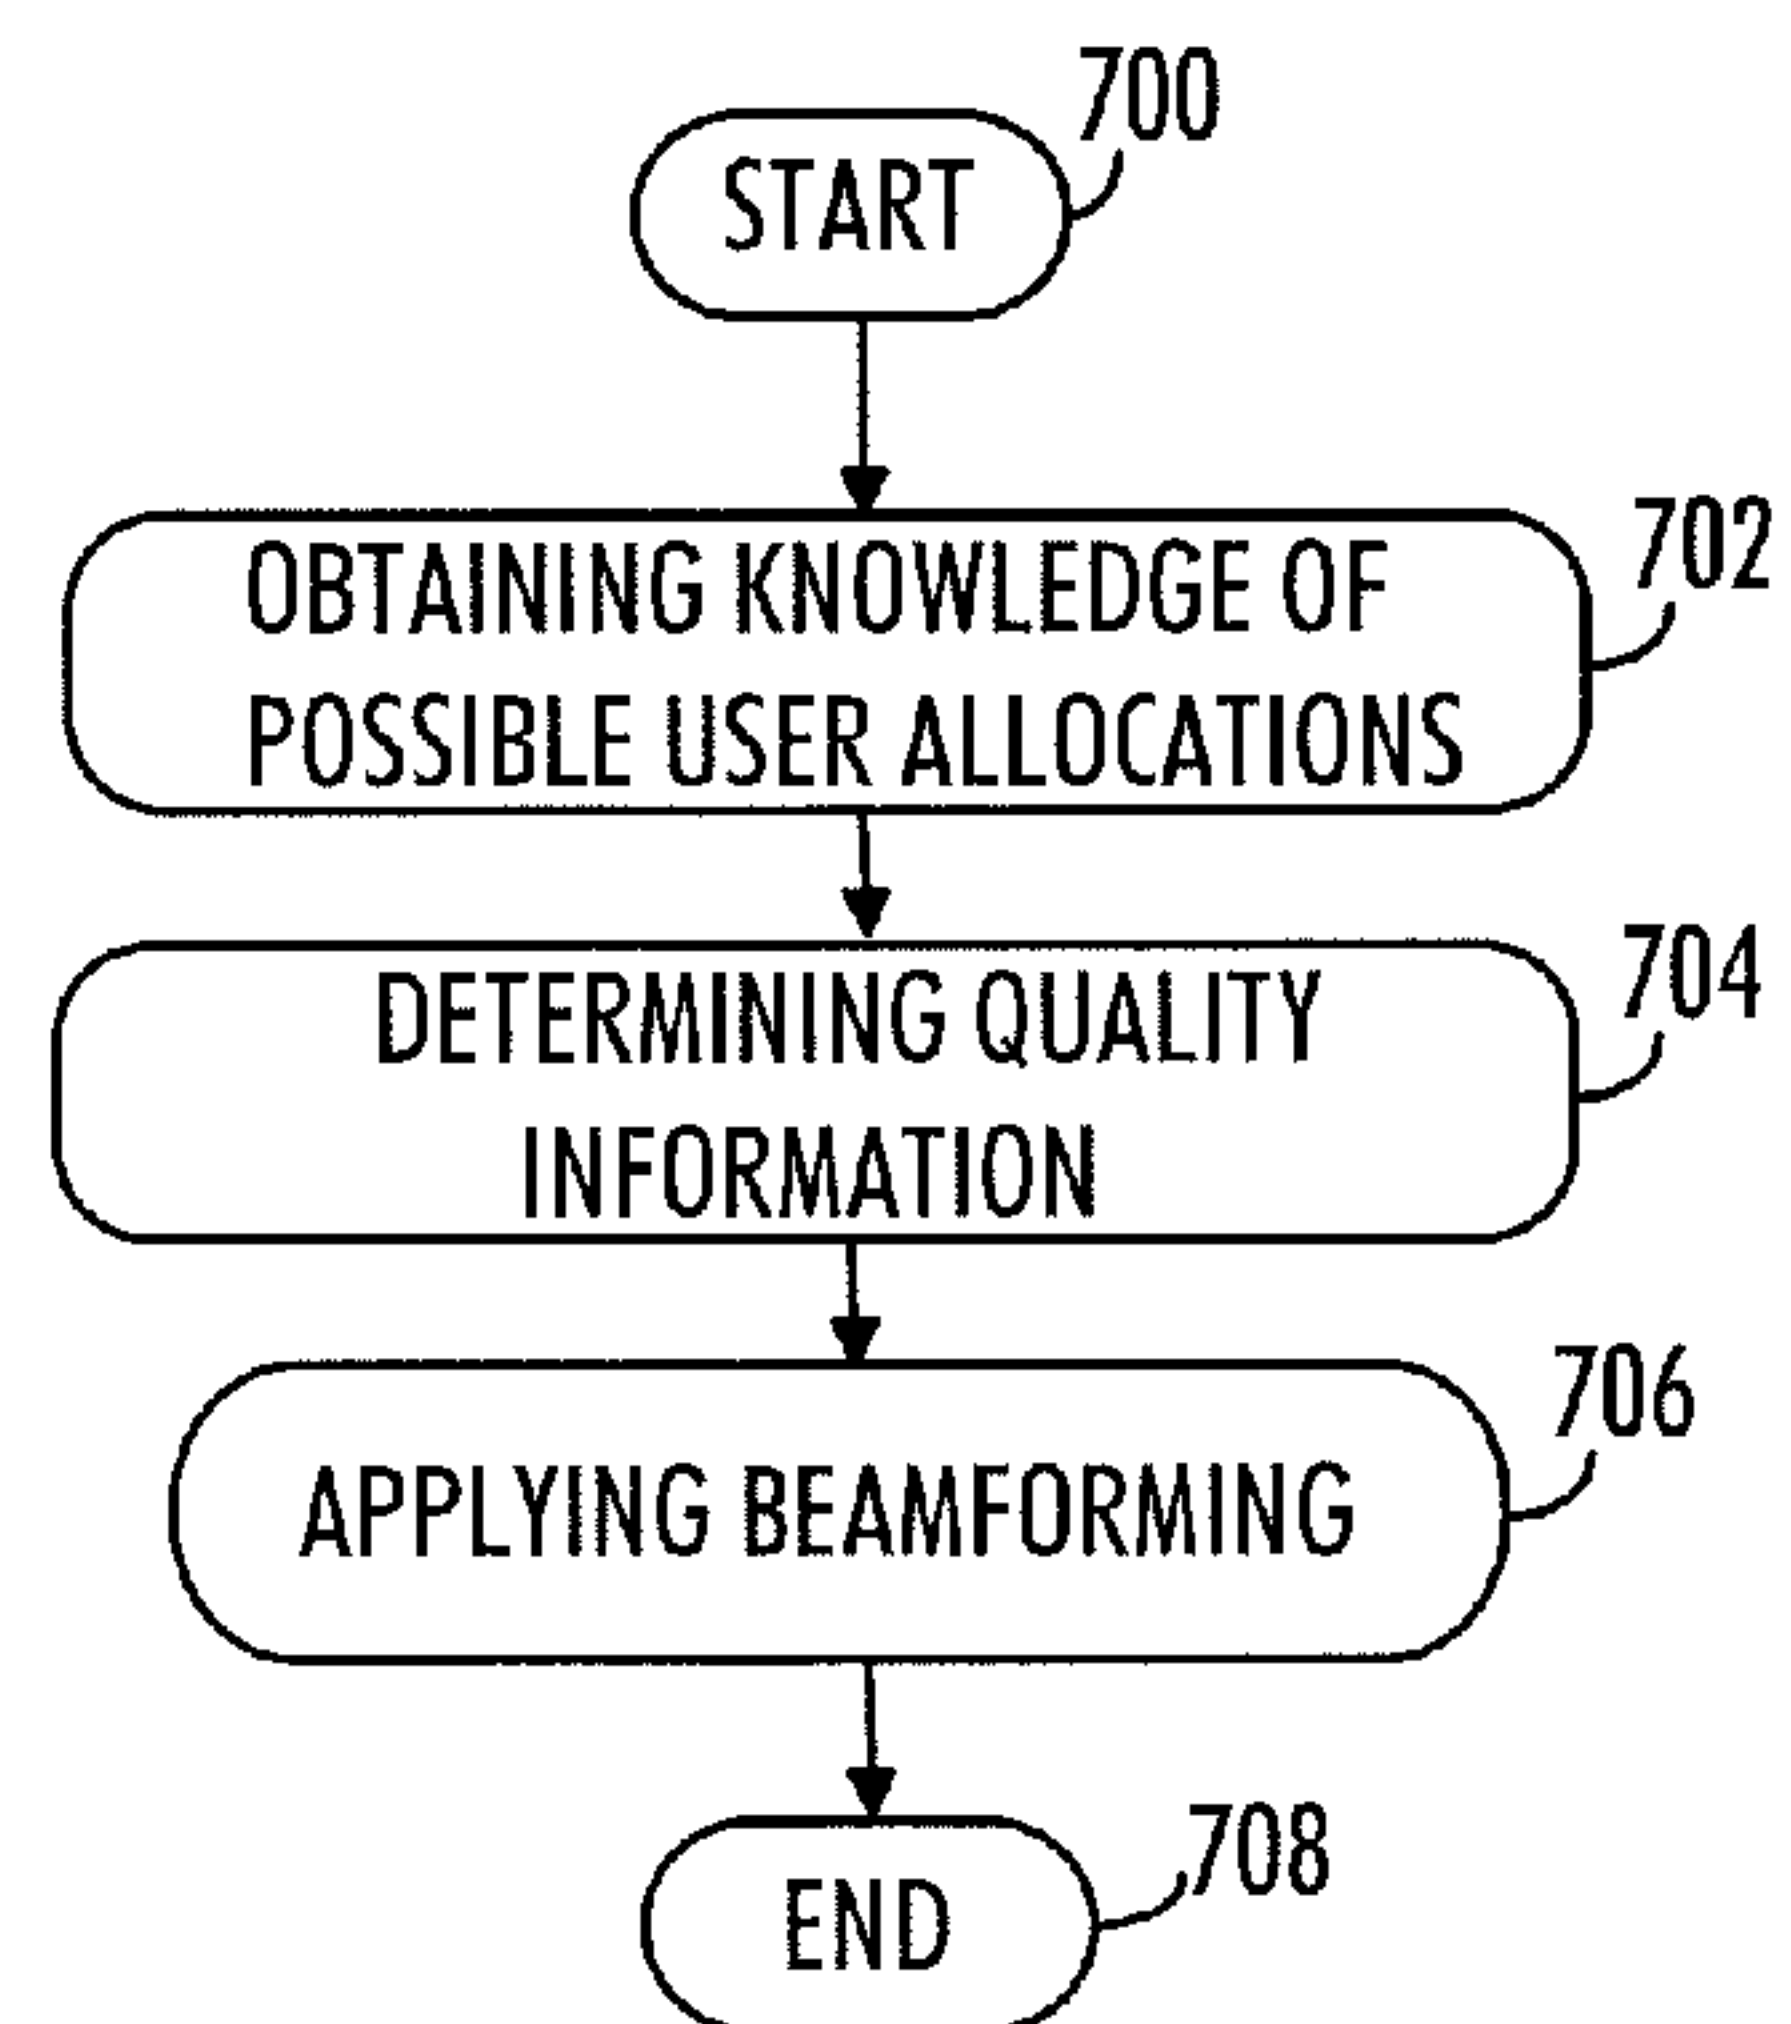 700
START
702
OBTAINING KNOWLEDGE OF
POSSIBLE USER ALLOCATIONS
704
DETERMINING QUALITY
INFORMATION
706
APPLYING BEAMFORMING
708
END